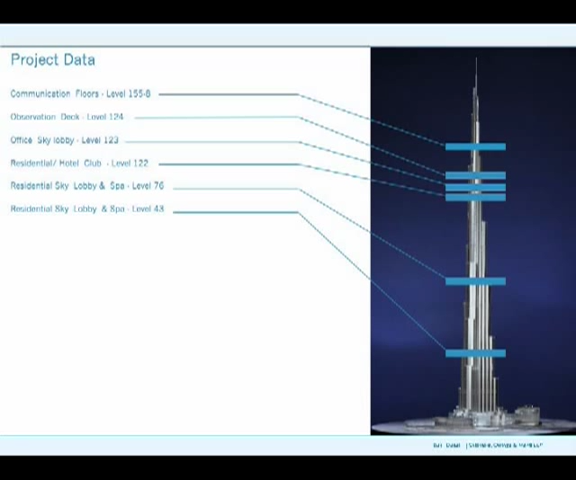 Project Data
Communication Floors - Level 155-8
Observation Deck - Level 124
Office Sky lobby - Level 123
Residential/ Hotel Club - Level 122
Residential Sky Lobby & Spa - Level 76
Residential Sky Lobby & Spa - Level 43